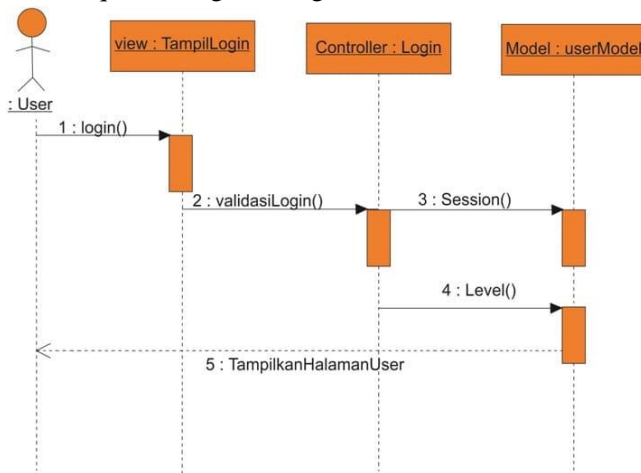 view : TampilLogin
Controller : Login
Model : userModel
: User
1 : login()
2 : validasiLogin()
3 : Session()
4 : Level()
5 : TampilkanHalamanUser